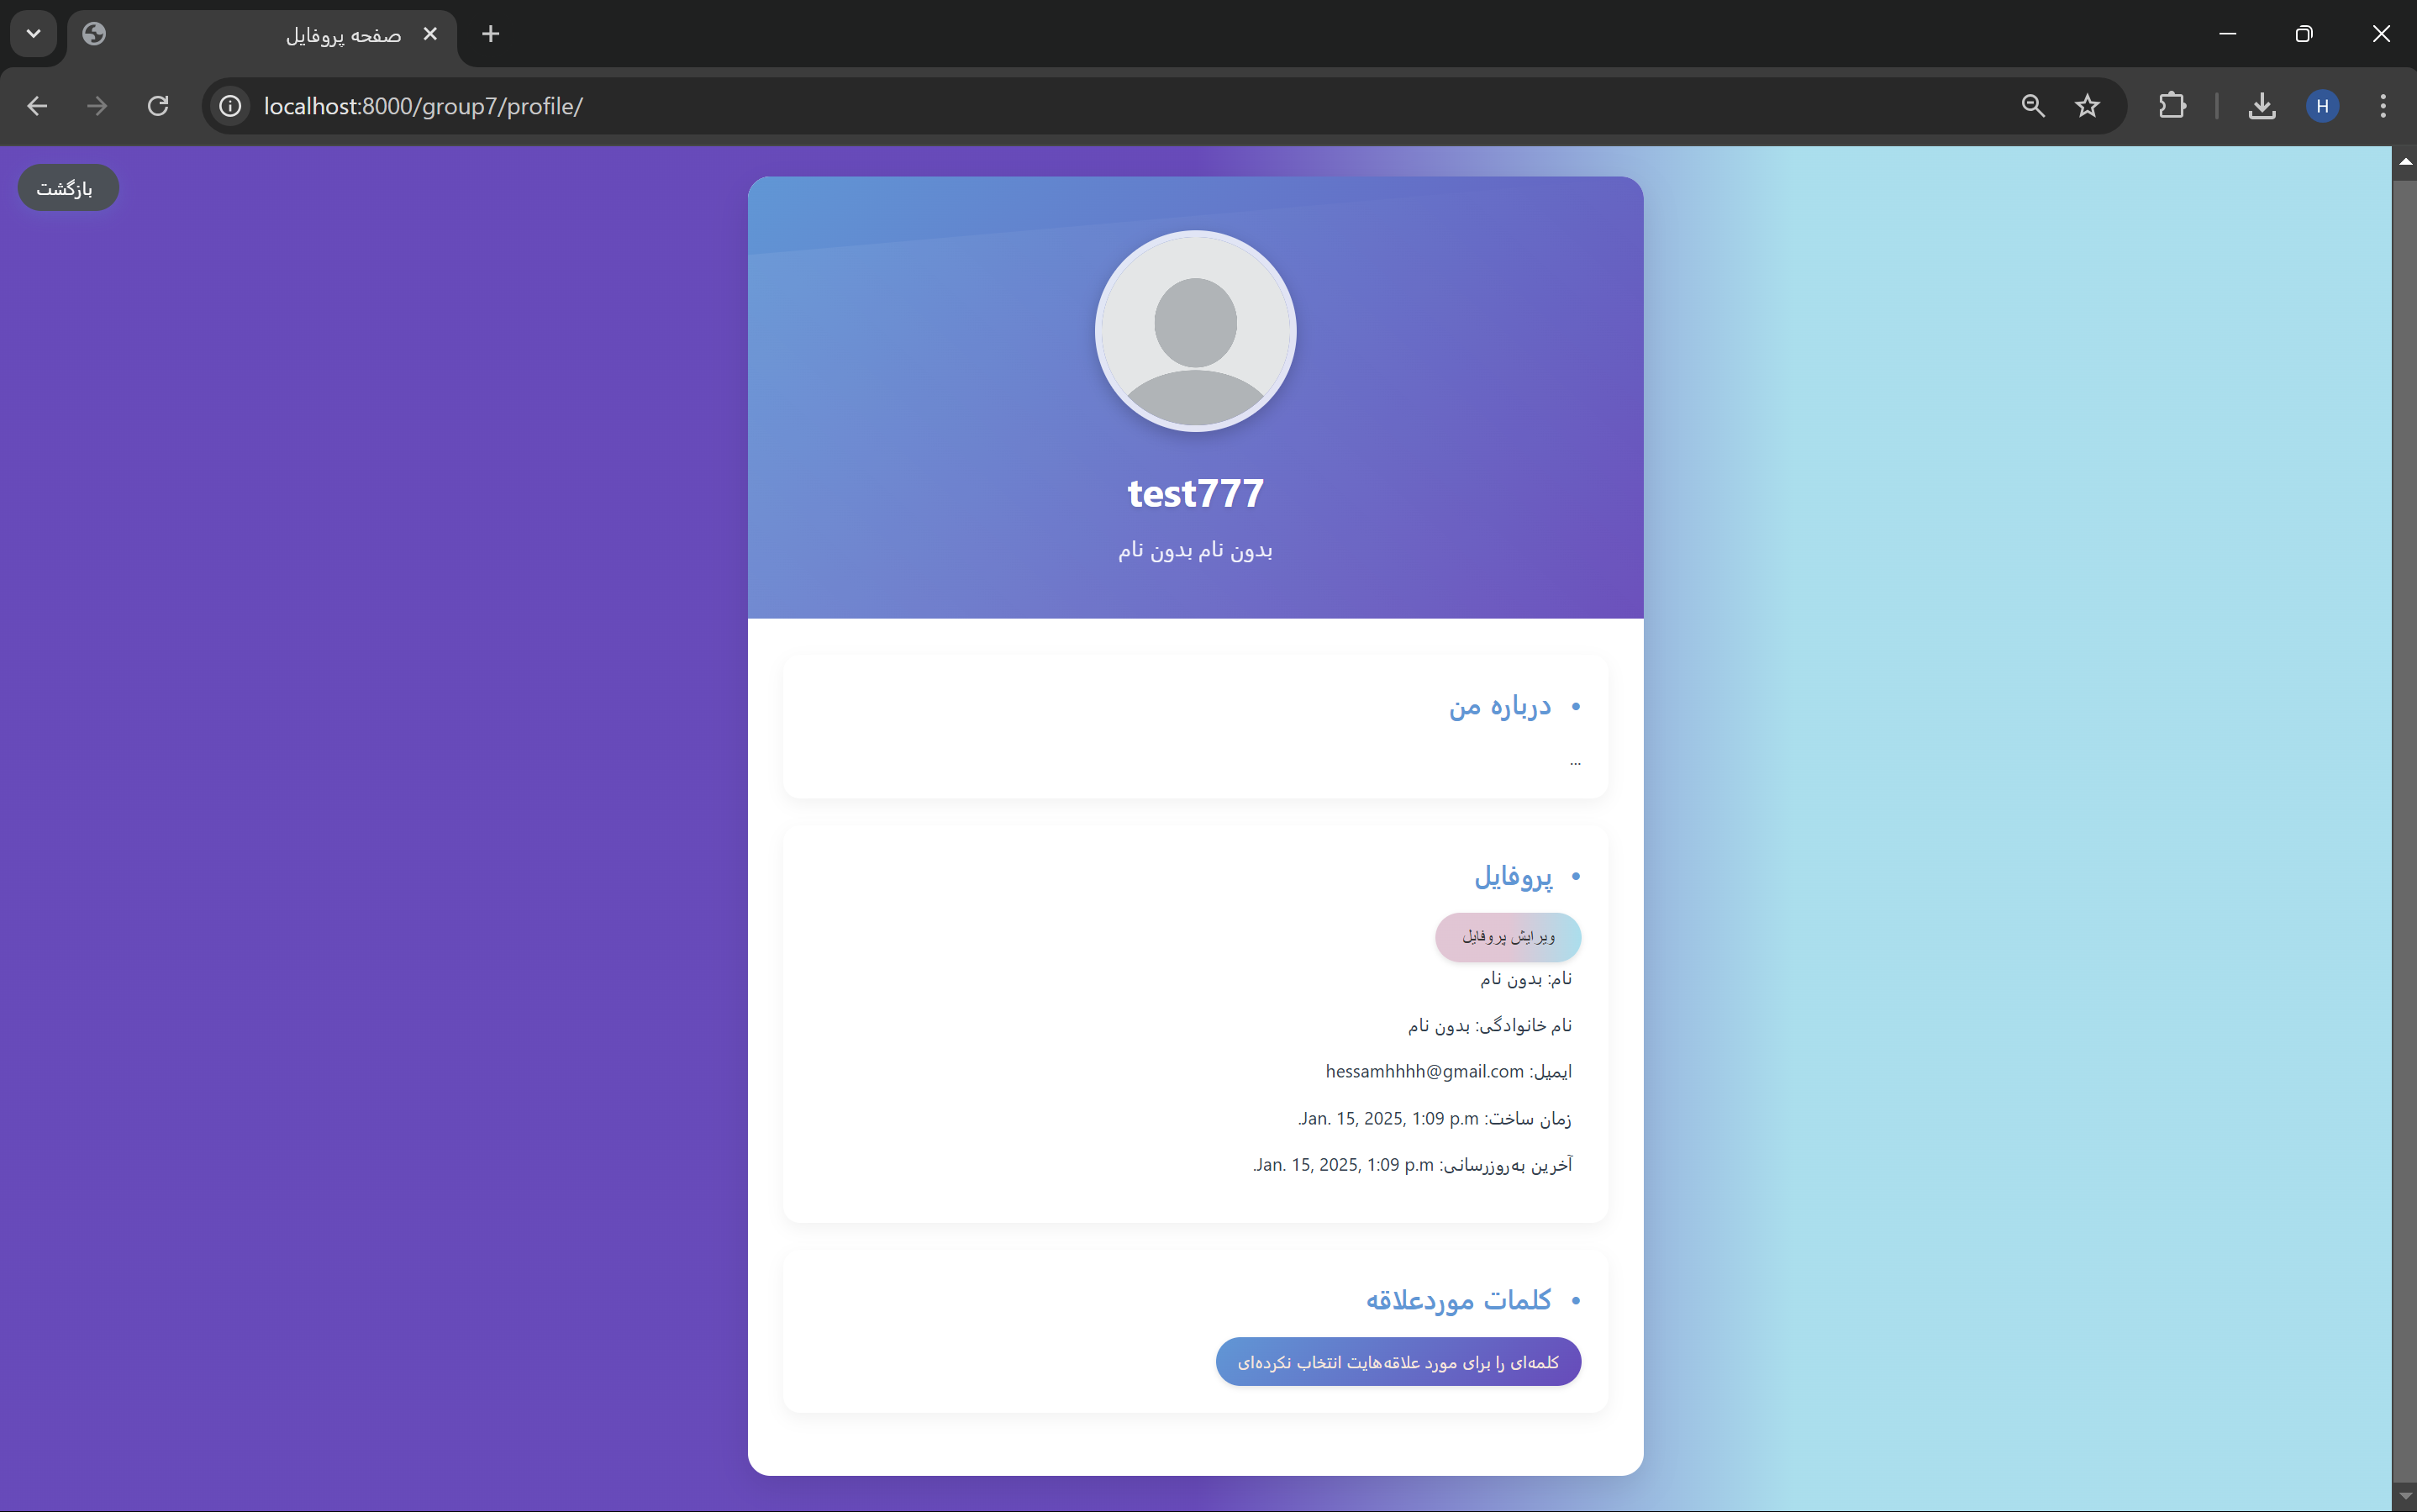 صفحه پروفایل
localhost:8000/group7/profile/
H
بازگشت
test777
بدون نام بدون نام
• درباره من
...
• پروفایل
ویرایش پروفایل
نام: بدون نام
نام خانوادگی: بدون نام
ایمیل: hessamhhhh@gmail.com
زمان ساخت: Jan. 15, 2025, 1:09 p.m.
آخرین به‌روزرسانی: Jan. 15, 2025, 1:09 p.m.
• کلمات موردعلاقه
کلمه‌ای را برای مورد علاقه‌هایت انتخاب نکرده‌ای